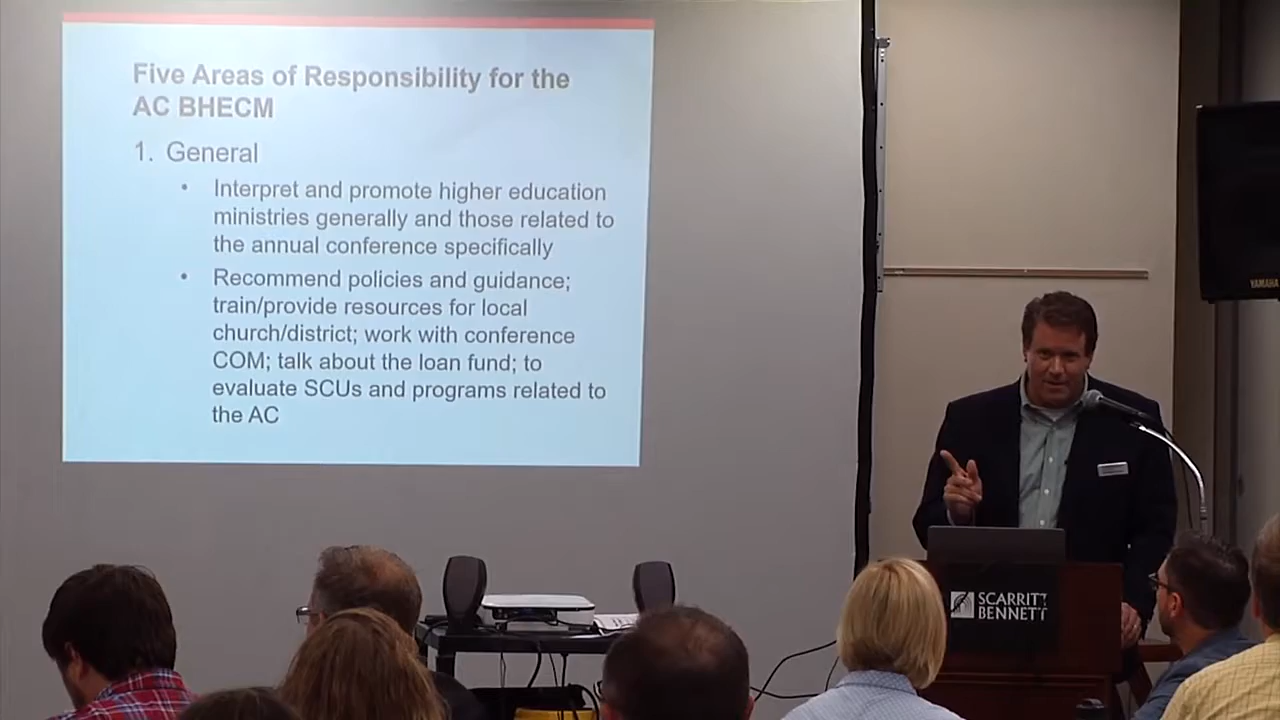 Five Areas of Responsibility for the
AC BHECM
1. General
• Interpret and promote higher education
ministries generally and those related to
the annual conference specifically
• Recommend policies and guidance;
train/provide resources for local
church/district; work with conference
COM; talk about the loan fund; to
evaluate SCUs and programs related to
the AC
YAMAHA
SCARRITT
BENNETT